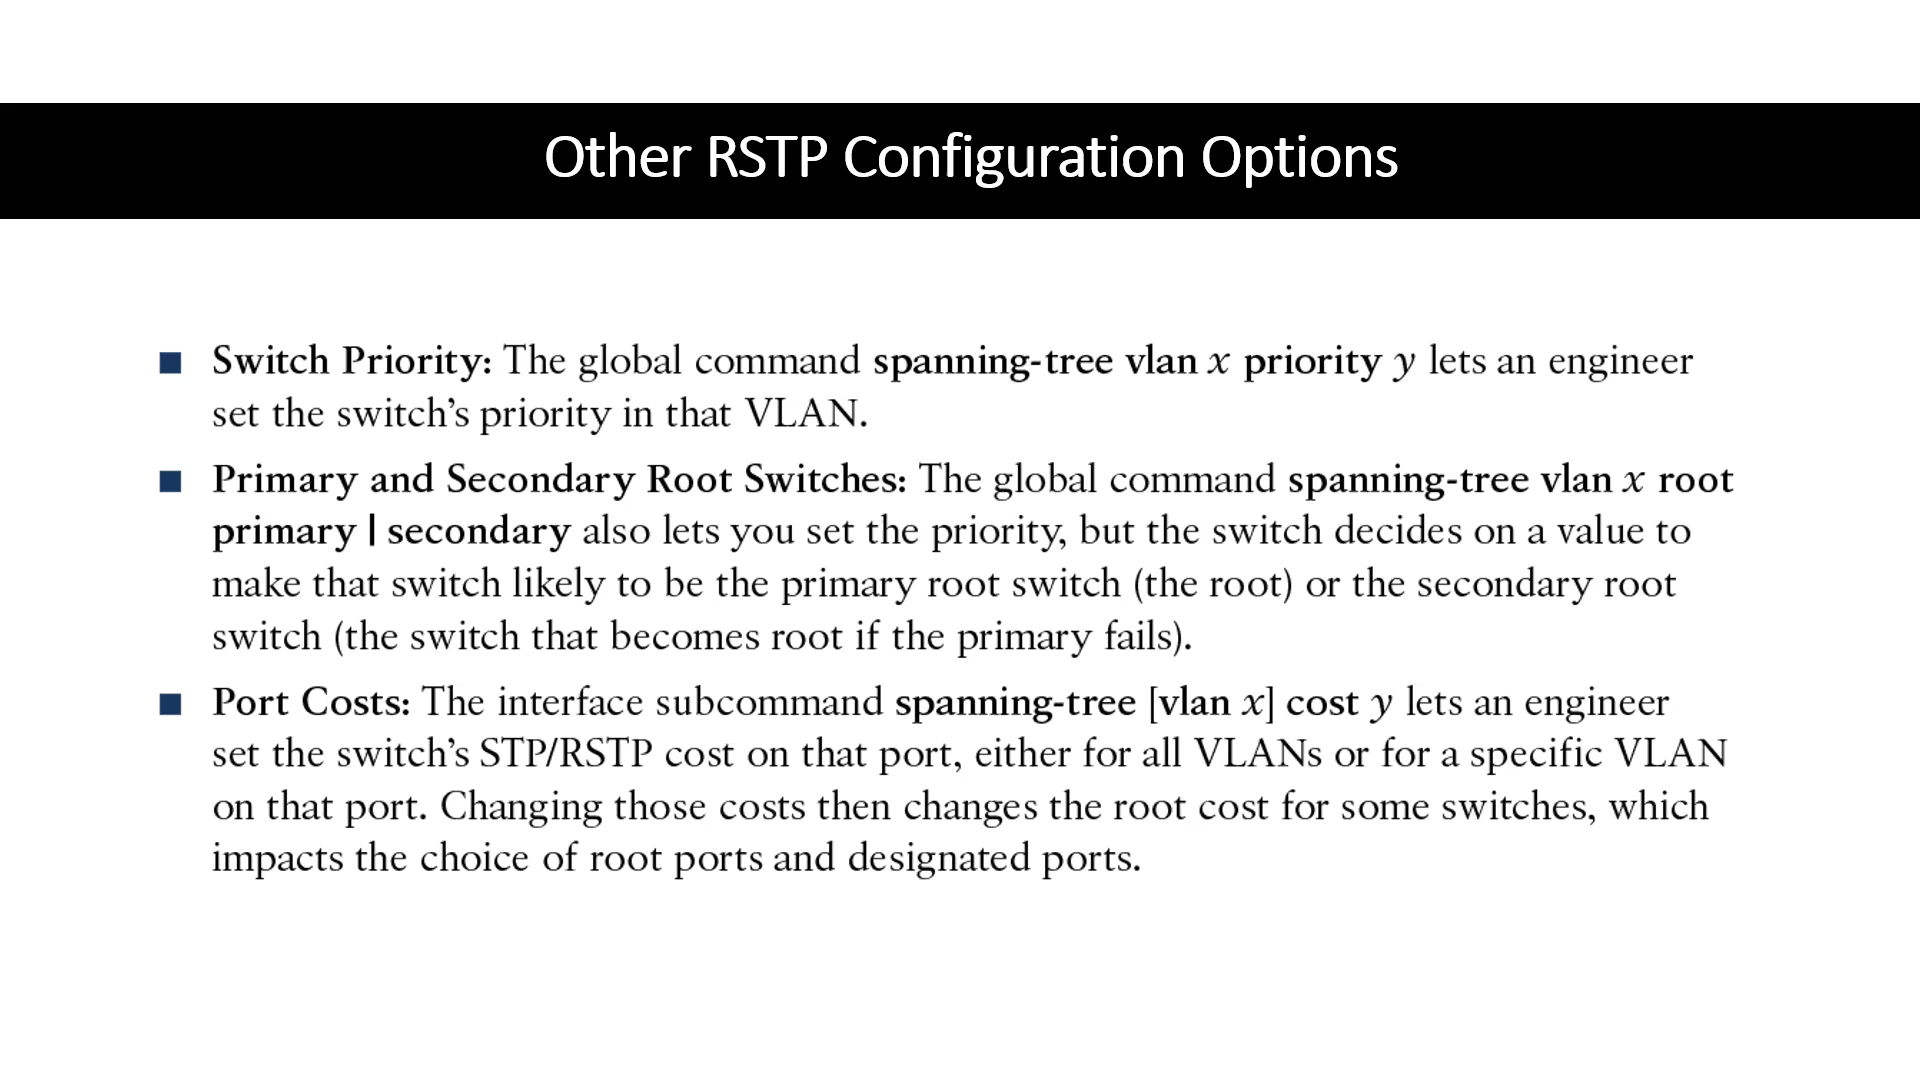 Other RSTP Configuration Options
■ Switch Priority: The global command spanning-tree vlan x priority y lets an engineer
set the switch’s priority in that VLAN.
■ Primary and Secondary Root Switches: The global command spanning-tree vlan x root
primary | secondary also lets you set the priority, but the switch decides on a value to
make that switch likely to be the primary root switch (the root) or the secondary root
switch (the switch that becomes root if the primary fails).
■ Port Costs: The interface subcommand spanning-tree [vlan x] cost y lets an engineer
set the switch’s STP/RSTP cost on that port, either for all VLANs or for a specific VLAN
on that port. Changing those costs then changes the root cost for some switches, which
impacts the choice of root ports and designated ports.